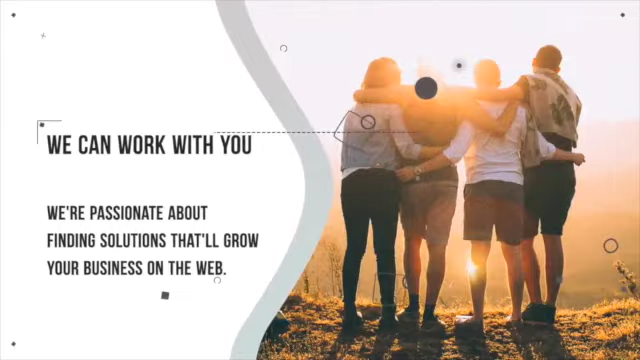 WE CAN WORK WITH YOU
WE'RE PASSIONATE ABOUT
FINDING SOLUTIONS THAT'LL GROW
YOUR BUSINESS ON THE WEB.